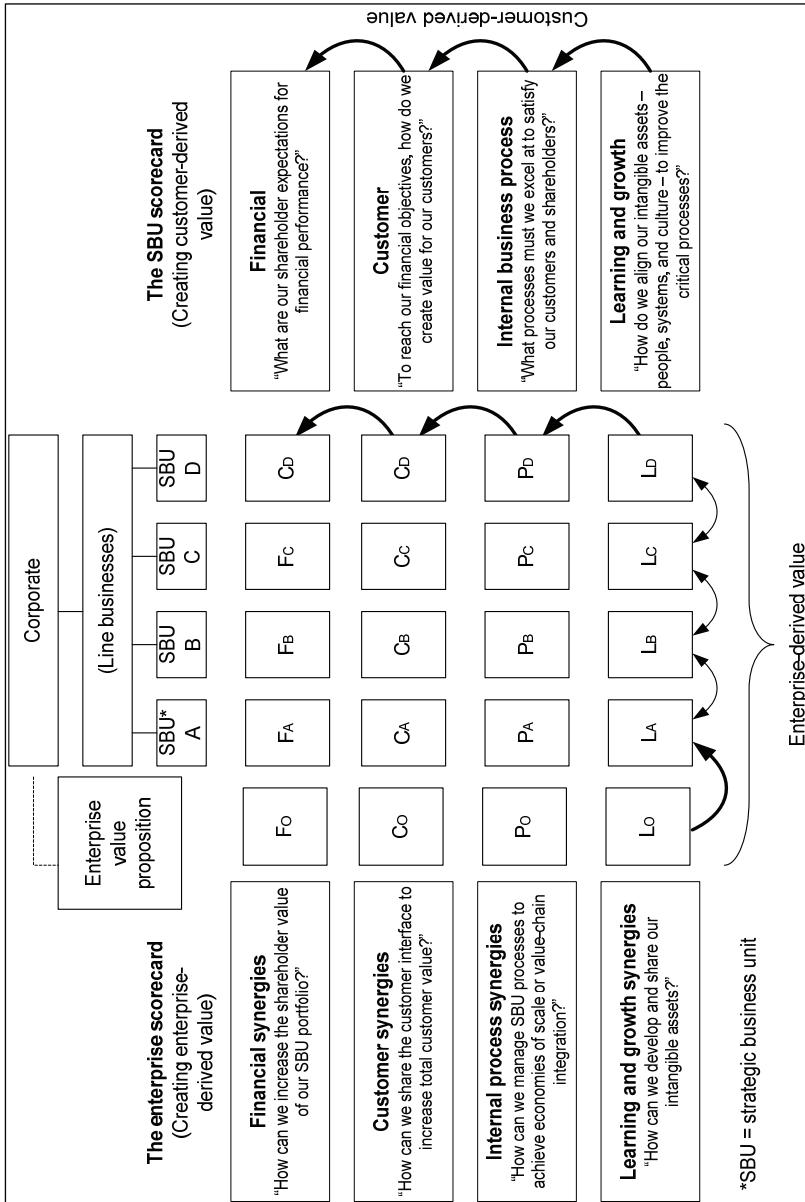 Corporate
(Line businesses)
Enterprise
value
proposition
SBU*
A
SBU
B
SBU
C
SBU
D
The enterprise scorecard
(Creating enterprise-
derived value)
Financial synergies
“How can we increase the shareholder value
of our SBU portfolio?”
Customer synergies
“How can we share the customer interface to
increase total customer value?”
Internal process synergies
“How can we manage SBU processes to
achieve economies of scale or value-chain
integration?”
Learning and growth synergies
“How can we develop and share our
intangible assets?”
FO FA FB FC CD
CO CA CB CC CD
PO PA PB PC PD
LO LA LB LC LD
Enterprise-derived value
The SBU scorecard
(Creating customer-derived
value)
Financial
“What are our shareholder expectations for
financial performance?”
Customer
“To reach our financial objectives, how do we
create value for our customers?”
Internal business process
“What processes must we excel at to satisfy
our customers and shareholders?”
Learning and growth
“How do we align our intangible assets –
people, systems, and culture – to improve the
critical processes?”
Customer-derived value
*SBU = strategic business unit